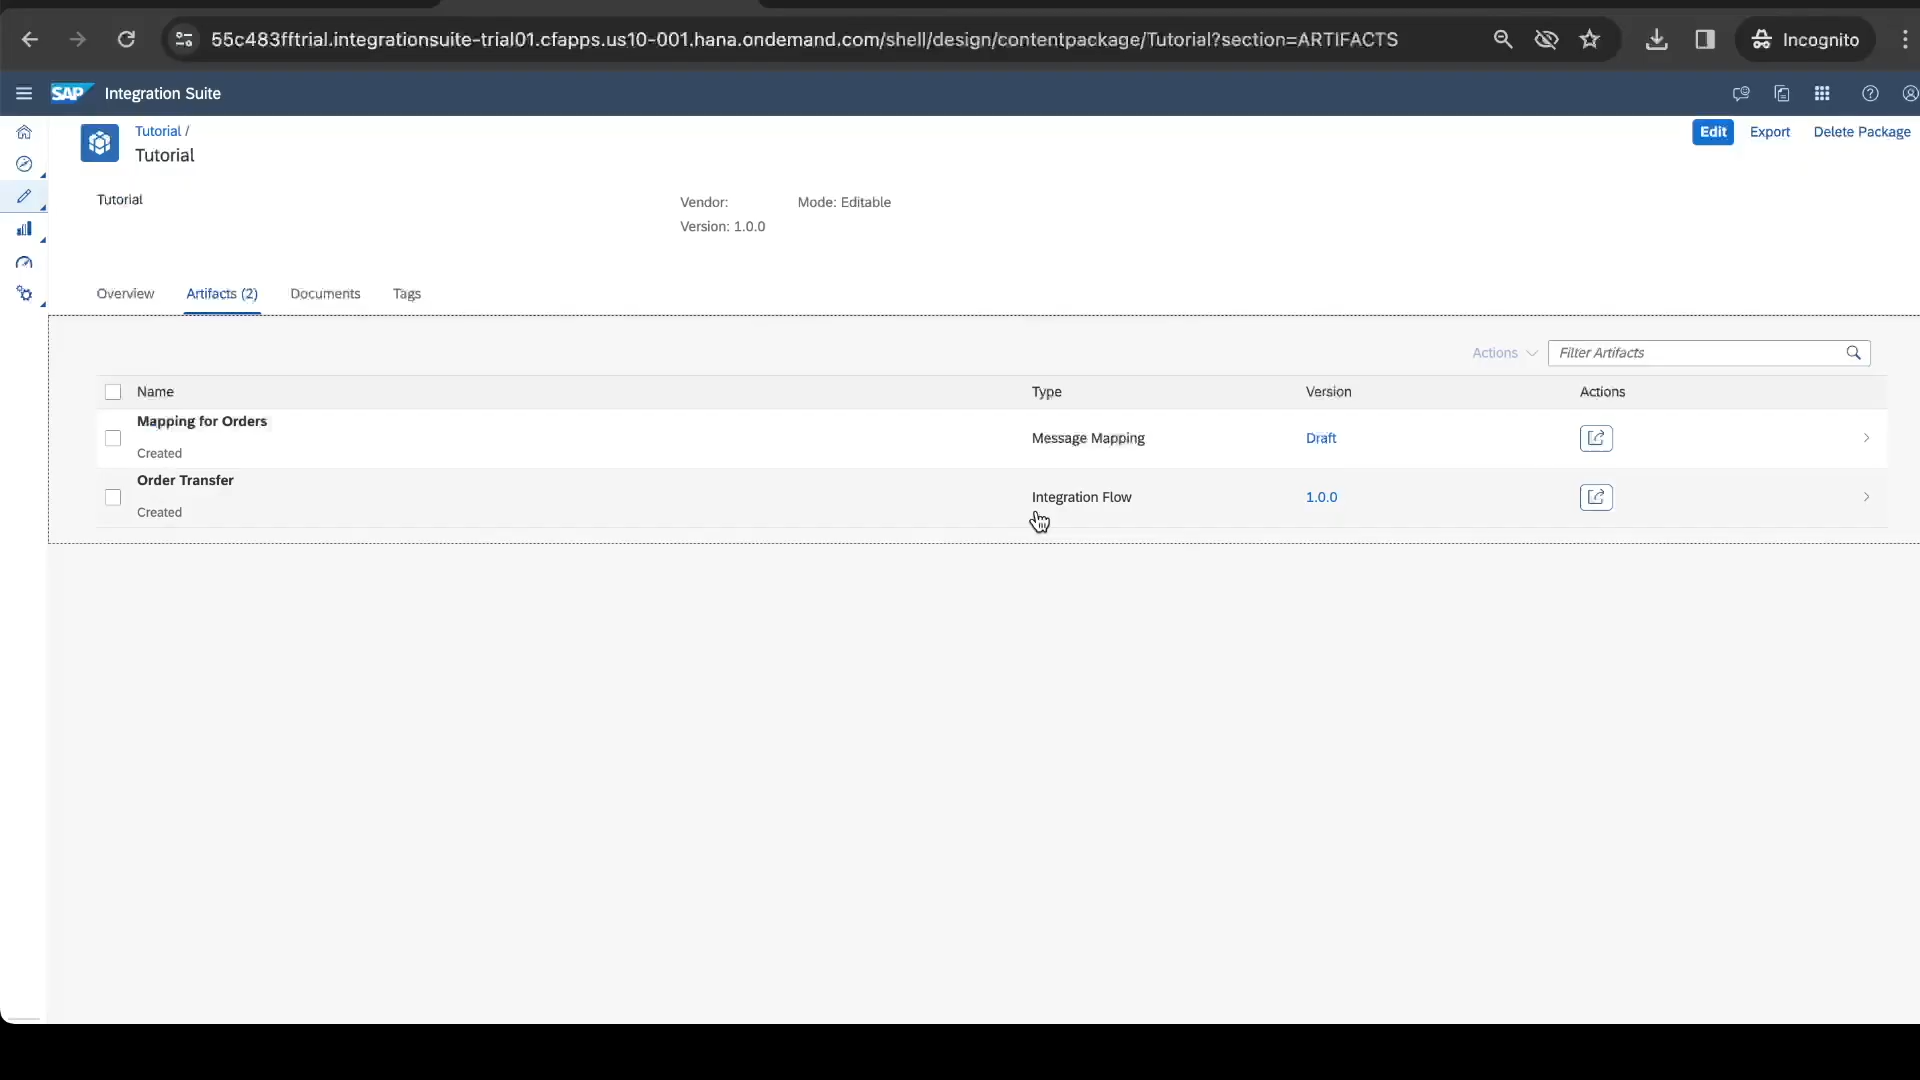 55c483fftrial.integrationsuite-trial01.cfapps.us10-001.hana.ondemand.com/shell/design/contentpackage/Tutorial?section=ARTIFACTS
Incognito
SAP Integration Suite
Tutorial /
Tutorial
Edit Export Delete Package
Tutorial
Vendor: Mode: Editable
Version: 1.0.0
Overview Artifacts (2) Documents Tags
Actions Filter Artifacts
Name Type Version Actions
Mapping for Orders
Created
Message Mapping Draft
Order Transfer
Created
Integration Flow 1.0.0